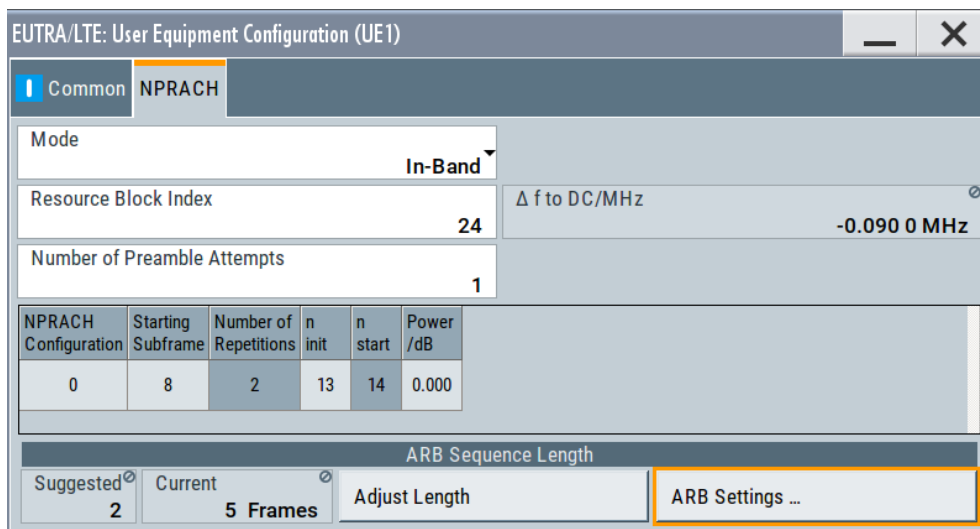 EUTRA/LTE: User Equipment Configuration (UE1)
Common NPRACH
Mode
In-Band
Resource Block Index
24
Δ f to DC/MHz
-0.090 0 MHz
Number of Preamble Attempts
1
NPRACH Starting Number of n n Power
Configuration Subframe Repetitions init start /dB
0 8 2 13 14 0.000
ARB Sequence Length
Suggested
2
Current
5 Frames
Adjust Length
ARB Settings ...